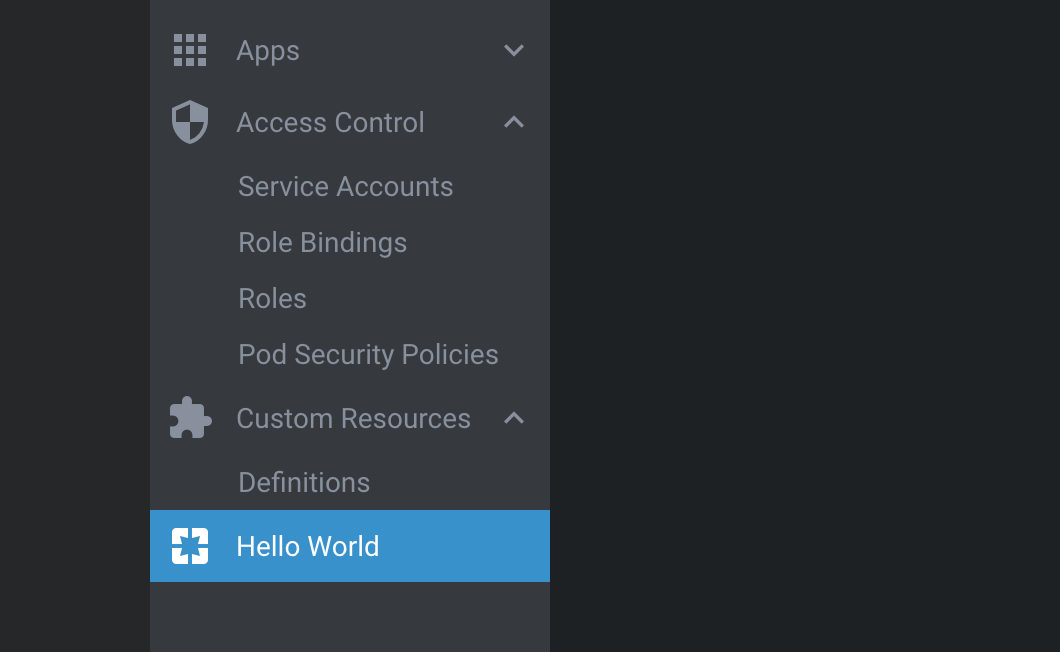 Apps
Access Control
Service Accounts
Role Bindings
Roles
Pod Security Policies
Custom Resources
Definitions
Hello World